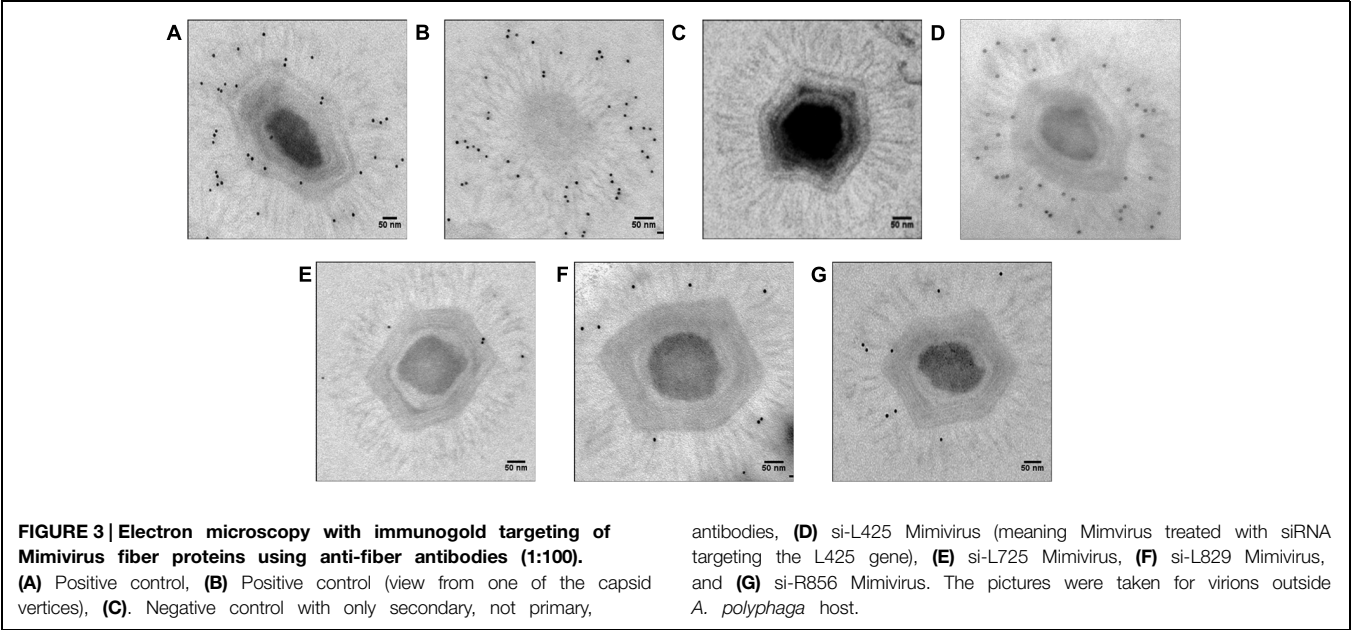 A
B
C
D
50 nm
50 nm
50 nm
50 nm
E
F
G
50 nm
50 nm
50 nm
FIGURE 3 | Electron microscopy with immunogold targeting of
Mimivirus fiber proteins using anti-fiber antibodies (1:100).
(A) Positive control, (B) Positive control (view from one of the capsid
vertices), (C). Negative control with only secondary, not primary,
antibodies, (D) si-L425 Mimivirus (meaning Mimvirus treated with siRNA
targeting the L425 gene), (E) si-L725 Mimivirus, (F) si-L829 Mimivirus,
and (G) si-R856 Mimivirus. The pictures were taken for virions outside
A. polyphaga host.